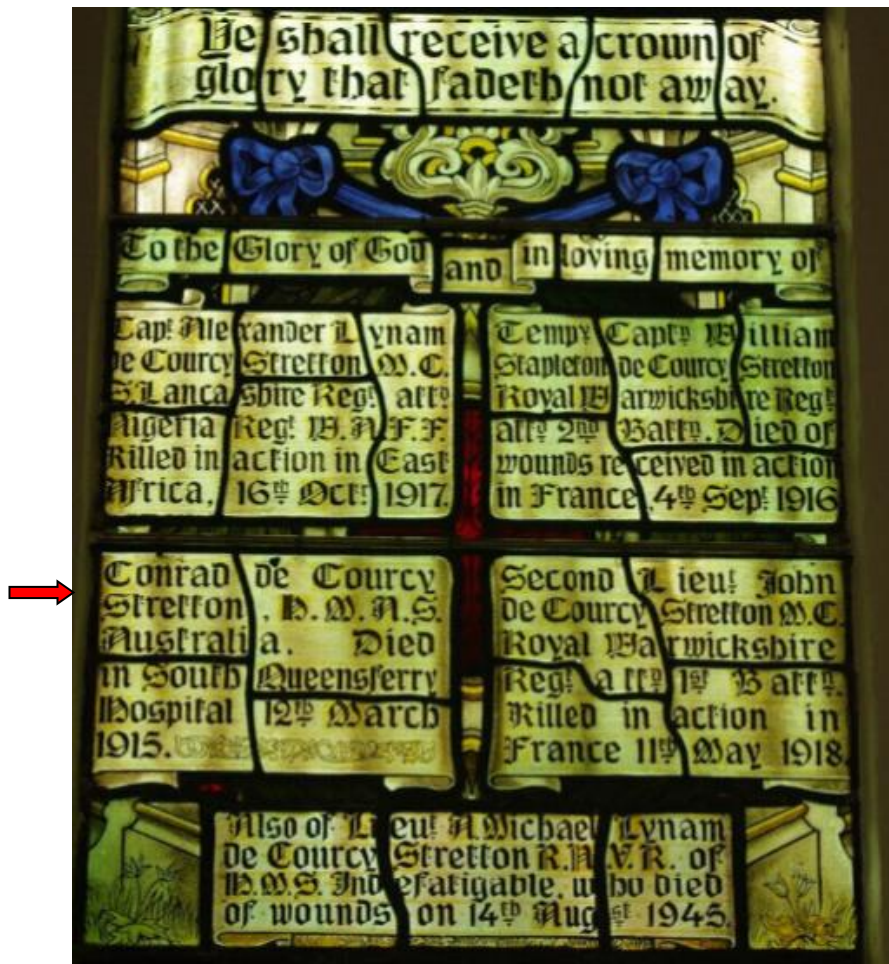 Ye shall receive a crown of
glory that fadeth not away.
To the Glory of God and in loving memory of
Capt Alexander Lynam
de Courcy Stretton M.C.
S.Lancashire Regt. attd
Nigeria Regt W.A.F.F.
Killed in action in East
Africa. 16th Octr 1917.
Tempy Captn William
Stapleton de Courcy Stretton
Royal Warwickshire Regt
attd 2nd Battn. Died of
wounds received in action
in France 4th Sept 1916
Conrad de Courcy
Stretton, H.M.A.S.
Australia. Died
in South Queensferry
Hospital 12th March
1915.
Second Lieut John
de Courcy Stretton M.C.
Royal Warwickshire
Regt attd 1st Battn.
Killed in action in
France 11th May 1918.
Also of Lieut A.Michael Lynam
de Courcy Stretton R.N.V.R. of
H.M.S. Indefatigable. who died
of wounds on 14th Augst 1945.